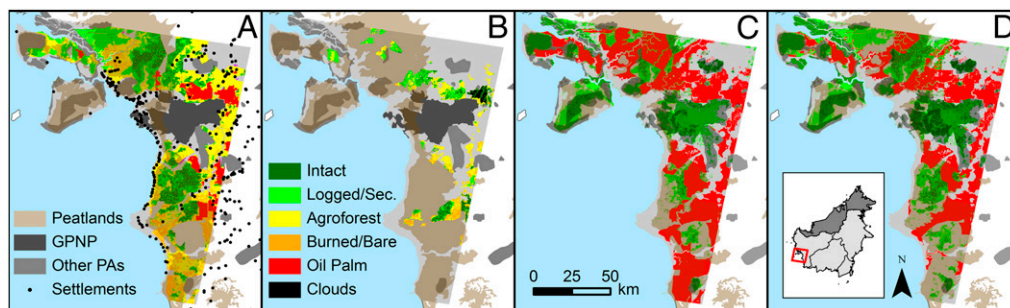 A
B
C
D
Peatlands
GPNP
Other PAs
Settlements
Intact
Logged/Sec.
Agroforest
Burned/Bare
Oil Palm
Clouds
0 25 50
km
N